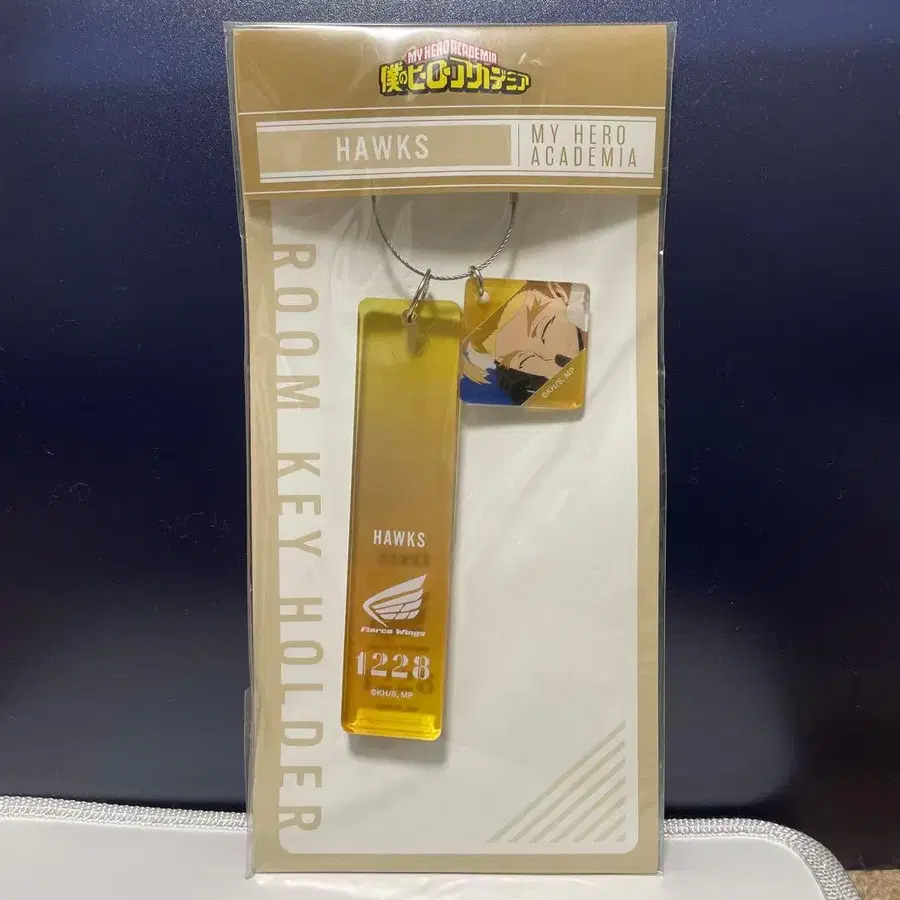 MY HERO ACADEMIA
僕のヒーローアカデミア
HAWKS
MY HERO
ACADEMIA
ROOM KEY HOLDER
©KH/S, MP
HAWKS
Fierce Wings
1228
©KH/S, MP